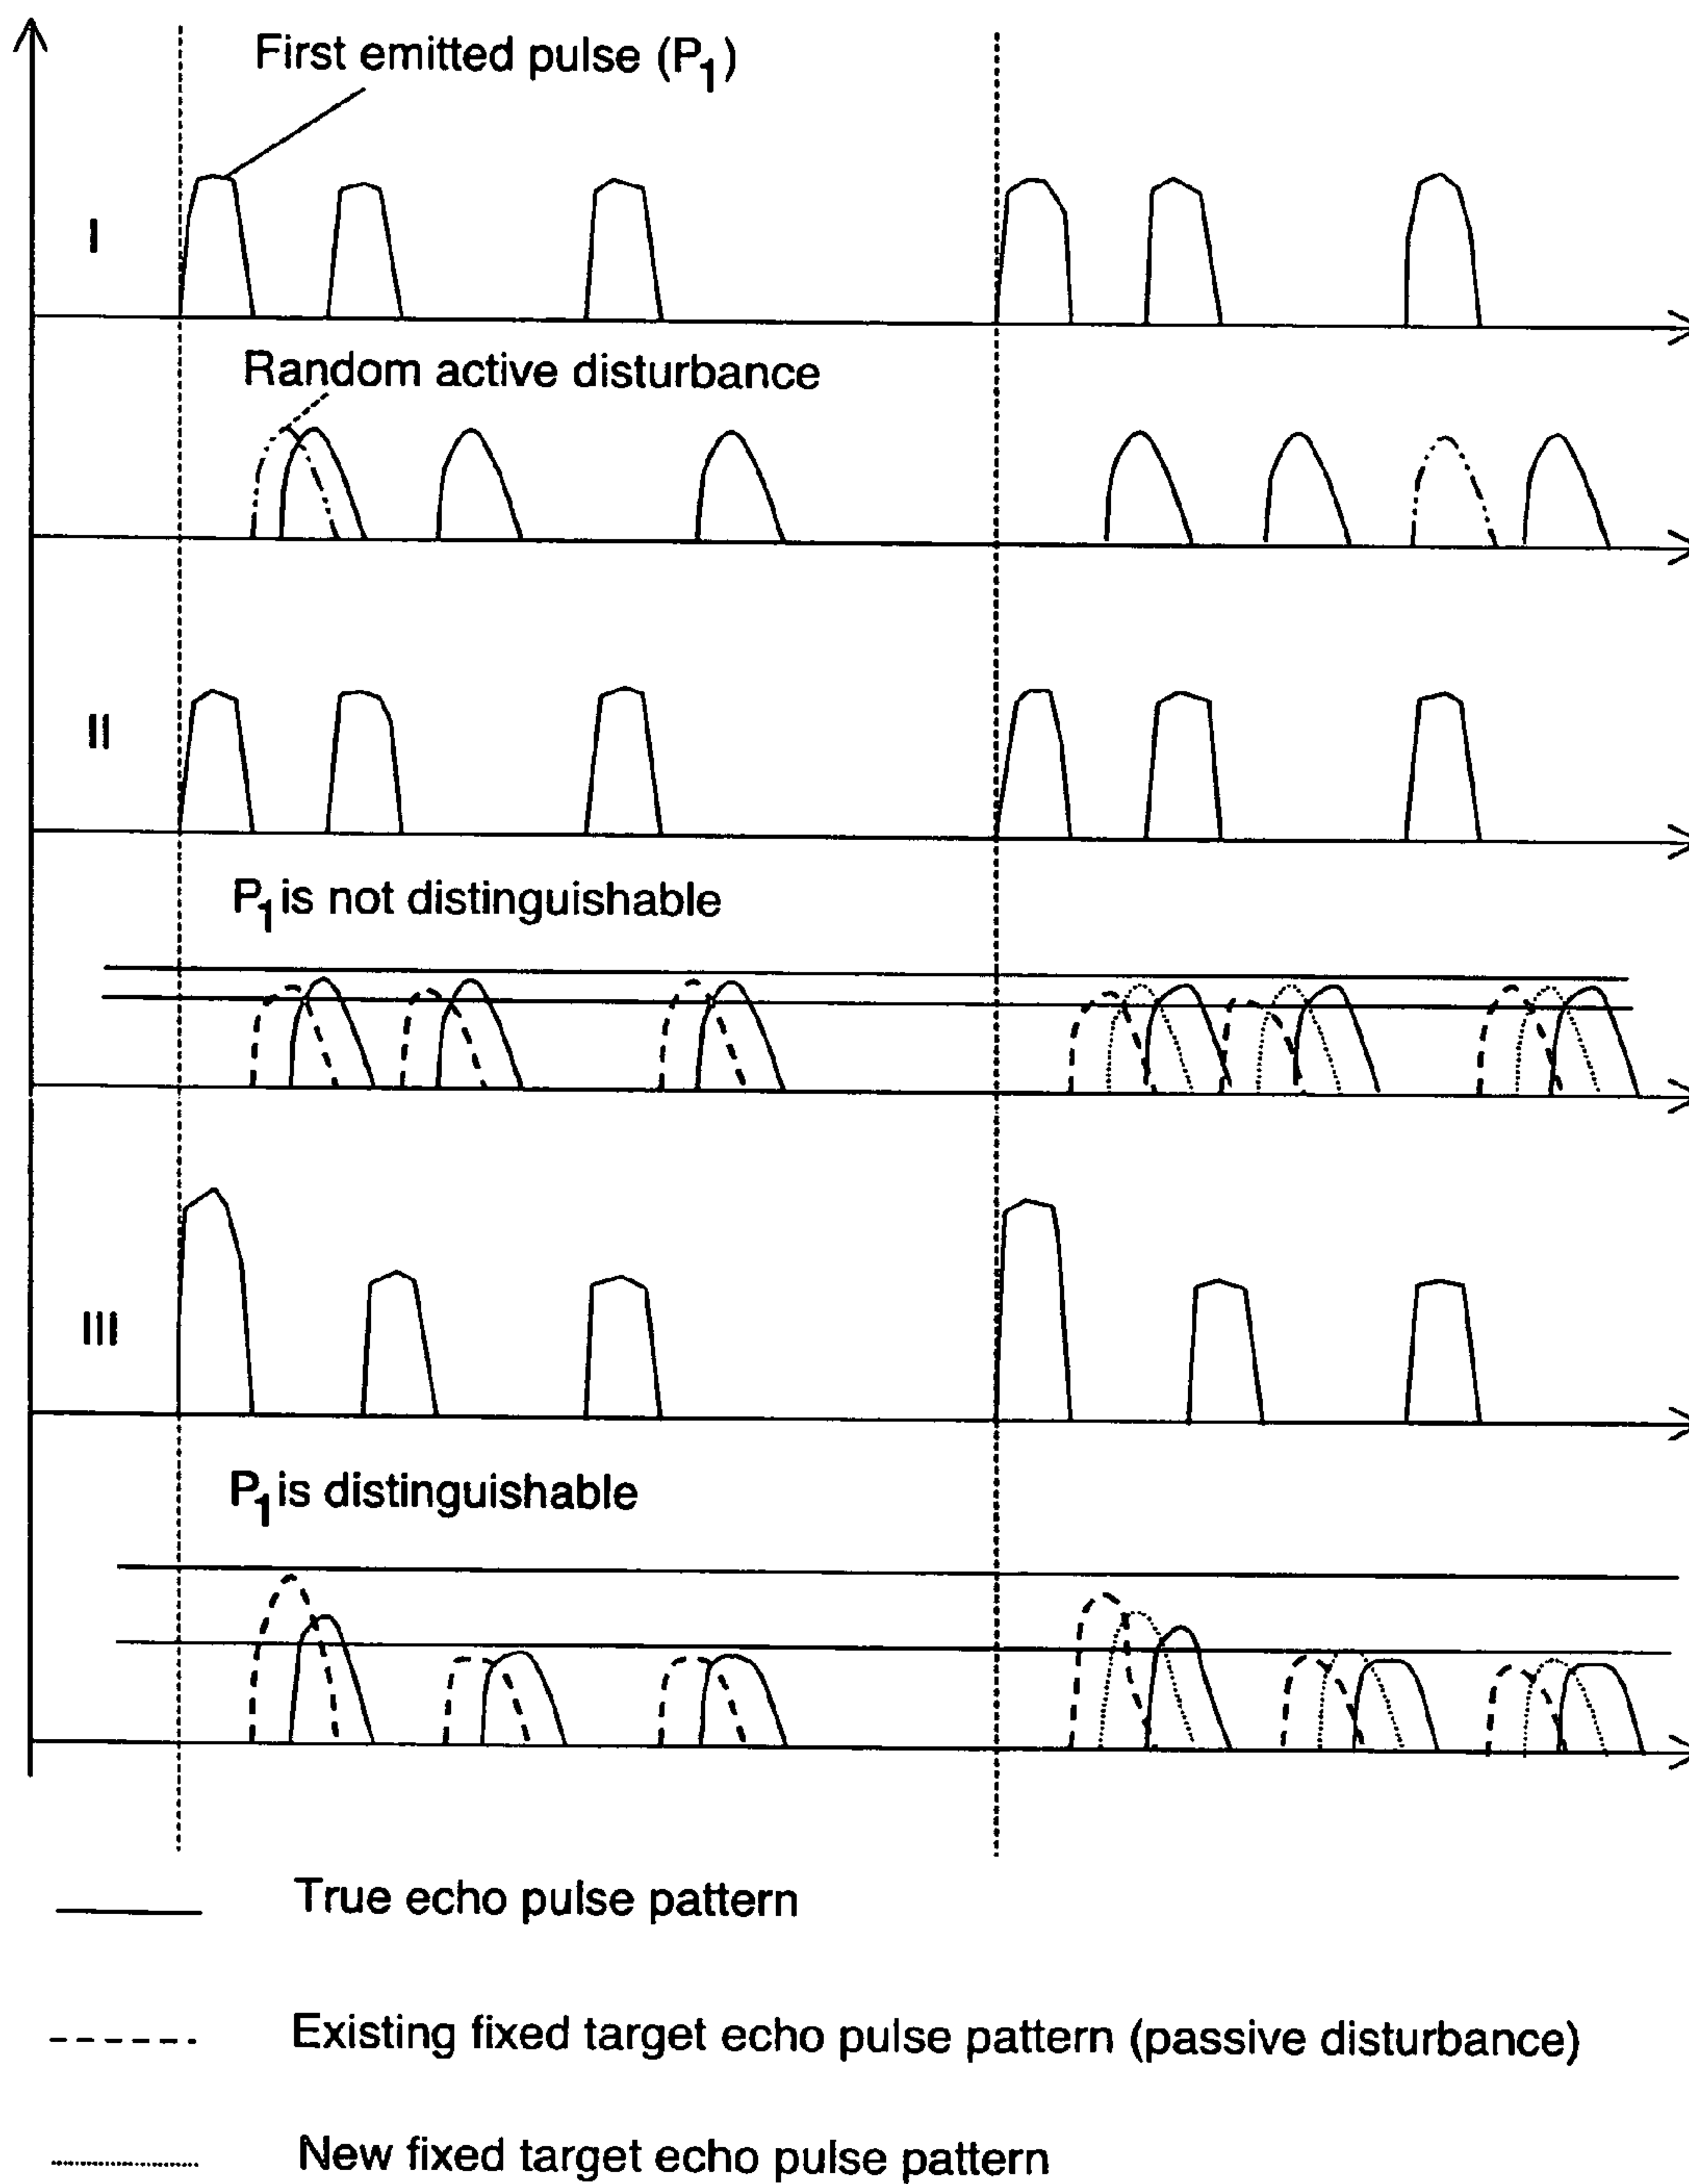 First emitted pulse (P1)
I
Random active disturbance
II
P1 is not distinguishable
III
P1 is distinguishable
True echo pulse pattern
Existing fixed target echo pulse pattern (passive disturbance)
New fixed target echo pulse pattern